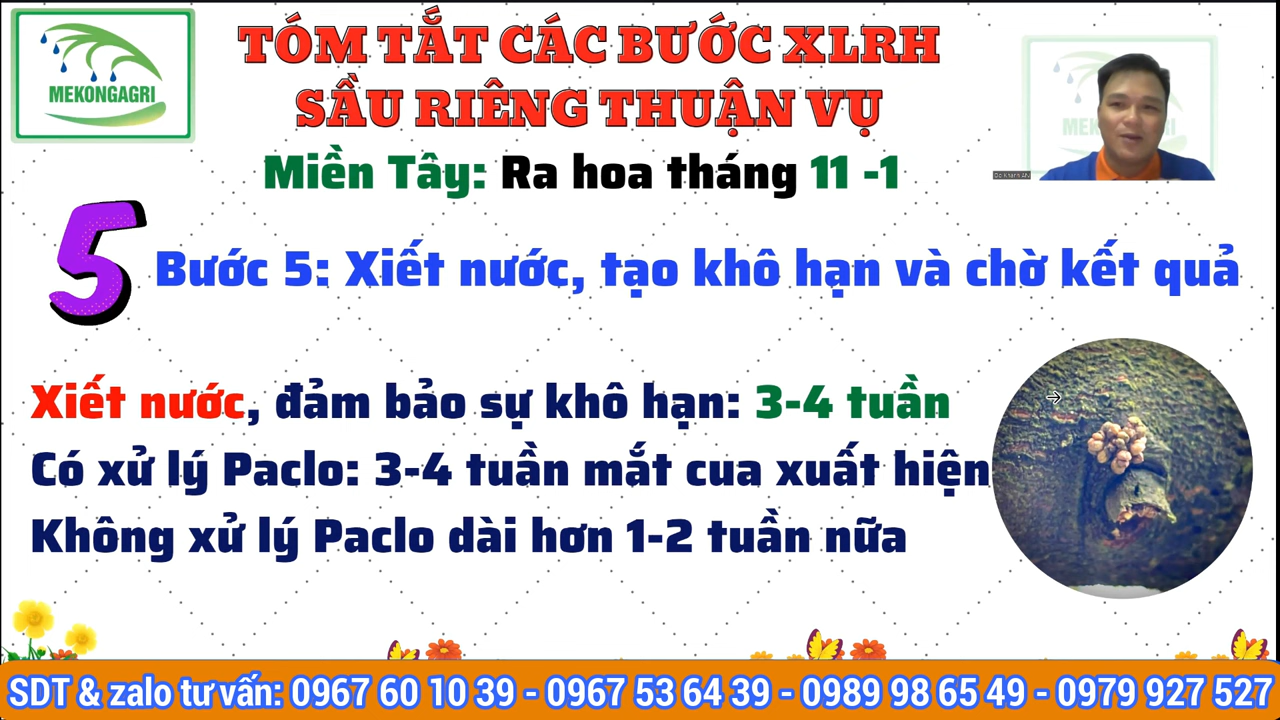 MEKONGAGRI
TÓM TẮT CÁC BƯỚC XLRH
SẦU RIÊNG THUẬN VỤ
Miền Tây: Ra hoa tháng 11 -1
5
Bước 5: Xiết nước, tạo khô hạn và chờ kết quả
Xiết nước, đảm bảo sự khô hạn: 3-4 tuần
Có xử lý Paclo: 3-4 tuần mắt cua xuất hiện
Không xử lý Paclo dài hơn 1-2 tuần nữa
SDT & zalo tư vấn: 0967 60 10 39 - 0967 53 64 39 - 0989 98 65 49 - 0979 927 527